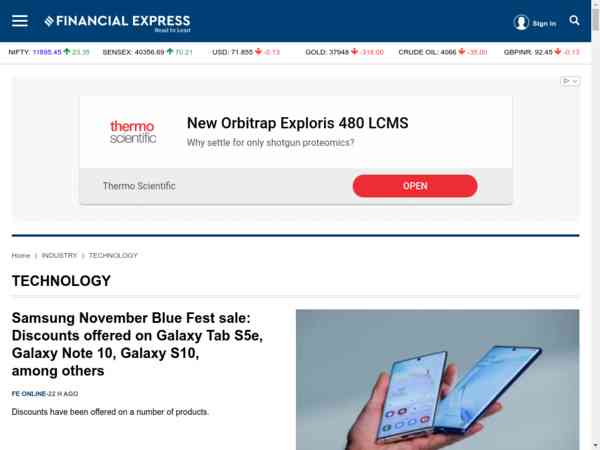 FINANCIAL EXPRESS
Read to Lead
Sign in
NIFTY: 11895.45 23.35 SENSEX: 40356.69 70.21 USD: 71.855 -0.13 GOLD: 37948 -318.00 CRUDE OIL: 4066 -35.00 GBPINR: 92.45 -0.13
thermo
scientific
New Orbitrap Exploris 480 LCMS
Why settle for only shotgun proteomics?
Thermo Scientific
OPEN
Home | INDUSTRY | TECHNOLOGY
TECHNOLOGY
Samsung November Blue Fest sale:
Discounts offered on Galaxy Tab S5e,
Galaxy Note 10, Galaxy S10,
among others
FE ONLINE-22 H AGO
Discounts have been offered on a number of products.